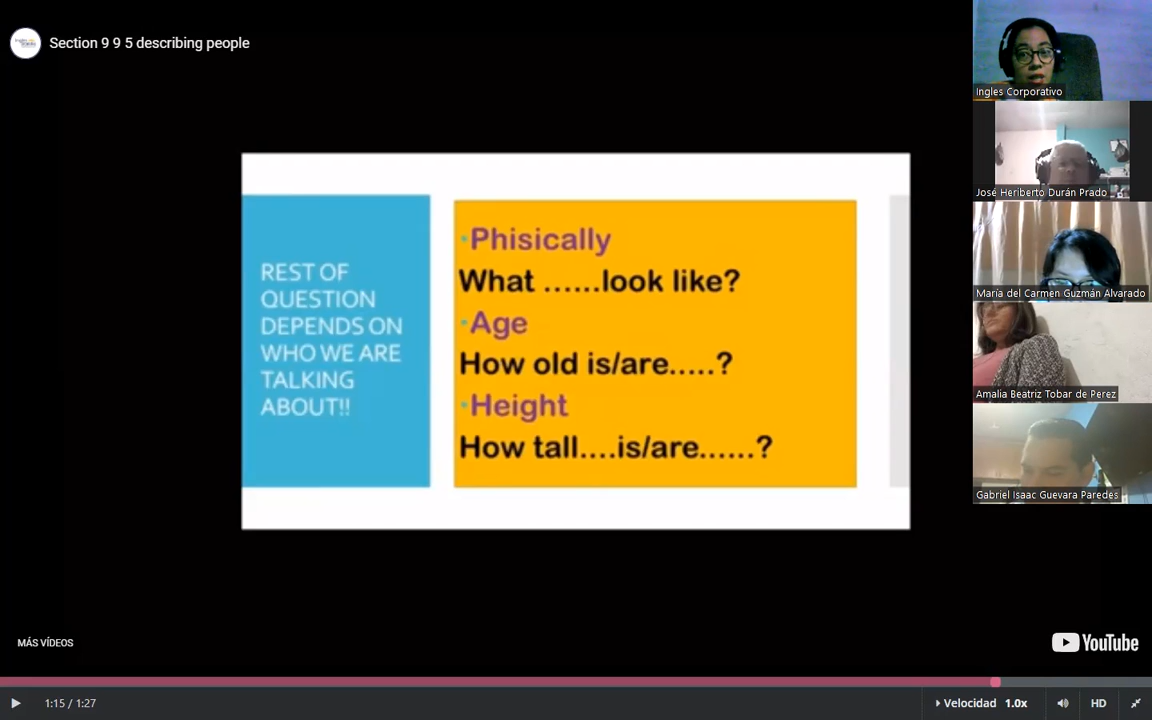 Section 9 9 5 describing people
Ingles Corporativo
José Heriberto Durán Prado
María del Carmen Guzmán Alvarado
Amalia Beatriz Tobar de Perez
Gabriel Isaac Guevara Paredes
REST OF
QUESTION
DEPENDS ON
WHO WE ARE
TALKING
ABOUT!!
·Phisically
What ......look like?
·Age
How old is/are.....?
·Height
How tall....is/are......?
MÁS VÍDEOS
YouTube
1:15 / 1:27
Velocidad 1.0x
HD